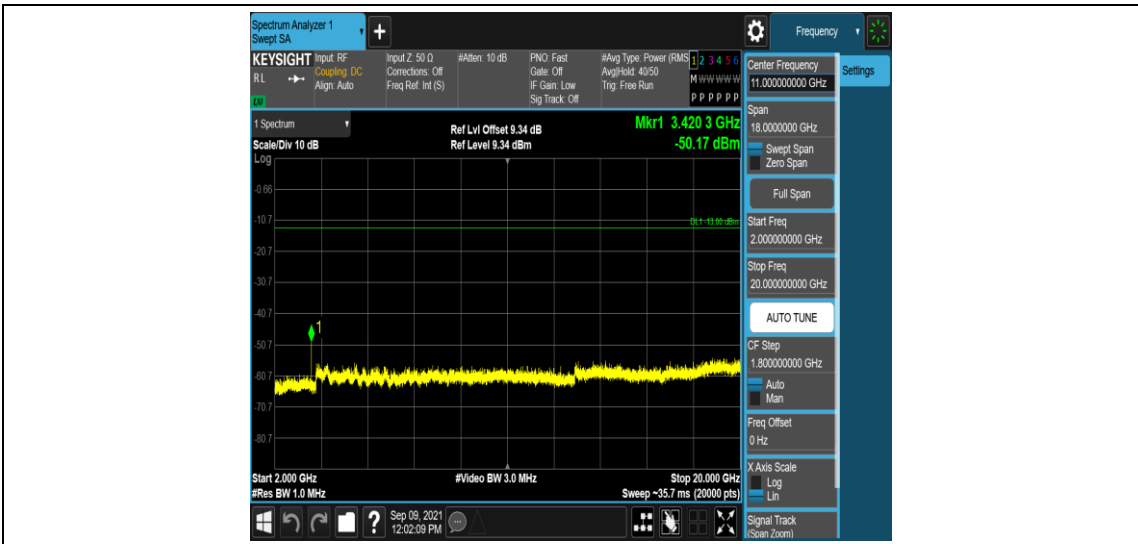 Spectrum Analyzer 1
Swept SA
Frequency
KEYSIGHT
RL
LNI
Input: RF
Coupling: DC
Align: Auto
Input Z: 50 Ω
Corrections: Off
Freq Ref: Int (S)
#Atten: 10 dB
PNO: Fast
Gate: Off
IF Gain: Low
Sig Track: Off
#Avg Type: Power (RMS
Avg|Hold: 40/50
Trig: Free Run
1 2 3 4 5 6
M W W W W W
P P P P P P
1 Spectrum
Scale/Div 10 dB
Ref Lvl Offset 9.34 dB
Ref Level 9.34 dBm
Mkr1 3.420 3 GHz
-50.17 dBm
Log
-0.66
-10.7
-20.7
-30.7
-40.7
-50.7
-60.7
-70.7
-80.7
DL1 -13.00 dBm
1
Start 2.000 GHz
#Res BW 1.0 MHz
#Video BW 3.0 MHz
Stop 20.000 GHz
Sweep ~35.7 ms (20000 pts)
Sep 09, 2021
12:02:09 PM
Center Frequency
11.000000000 GHz
Settings
Span
18.0000000 GHz
Swept Span
Zero Span
Full Span
Start Freq
2.000000000 GHz
Stop Freq
20.000000000 GHz
AUTO TUNE
CF Step
1.800000000 GHz
Auto
Man
Freq Offset
0 Hz
X Axis Scale
Log
Lin
Signal Track
(Span Zoom)